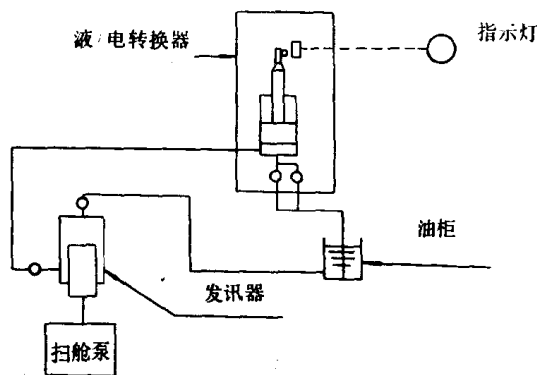 液/电转换器
指示灯
油柜
发讯器
扫舱泵